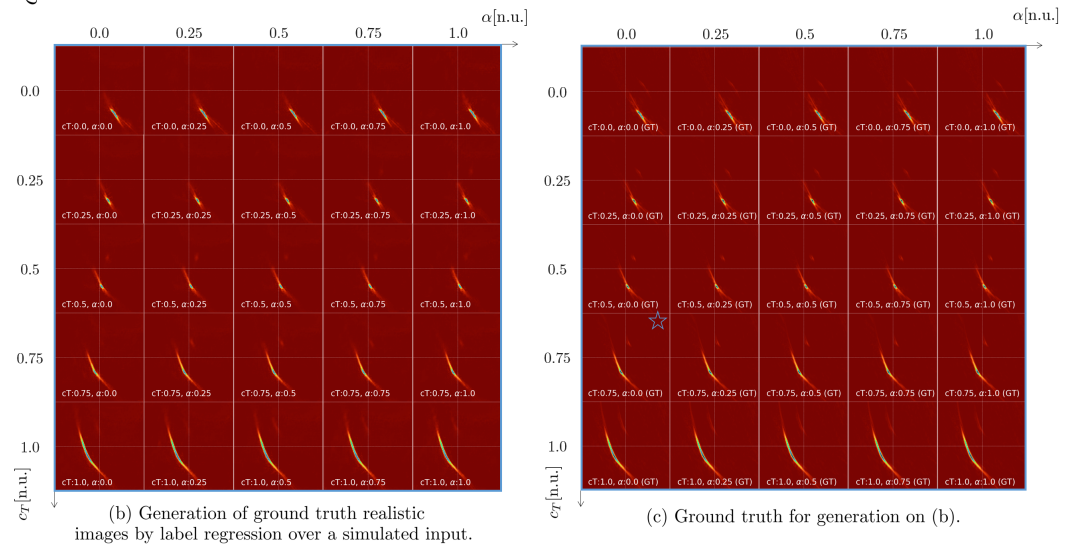 α[n.u.]
0.0 0.25 0.5 0.75 1.0
0.0
cT:0.0, α:0.0 cT:0.0, α:0.25 cT:0.0, α:0.5 cT:0.0, α:0.75 cT:0.0, α:1.0
0.25
cT:0.25, α:0.0 cT:0.25, α:0.25 cT:0.25, α:0.5 cT:0.25, α:0.75 cT:0.25, α:1.0
0.5
cT:0.5, α:0.0 cT:0.5, α:0.25 cT:0.5, α:0.5 cT:0.5, α:0.75 cT:0.5, α:1.0
0.75
cT:0.75, α:0.0 cT:0.75, α:0.25 cT:0.75, α:0.5 cT:0.75, α:0.75 cT:0.75, α:1.0
1.0
cT:1.0, α:0.0 cT:1.0, α:0.25 cT:1.0, α:0.5 cT:1.0, α:0.75 cT:1.0, α:1.0
c_T[n.u.]
(b) Generation of ground truth realistic
images by label regression over a simulated input.
α[n.u.]
0.0 0.25 0.5 0.75 1.0
0.0
cT:0.0, α:0.0 (GT) cT:0.0, α:0.25 (GT) cT:0.0, α:0.5 (GT) cT:0.0, α:0.75 (GT) cT:0.0, α:1.0 (GT)
0.25
cT:0.25, α:0.0 (GT) cT:0.25, α:0.25 (GT) cT:0.25, α:0.5 (GT) cT:0.25, α:0.75 (GT) cT:0.25, α:1.0 (GT)
0.5
cT:0.5, α:0.0 (GT) cT:0.5, α:0.25 (GT) cT:0.5, α:0.5 (GT) cT:0.5, α:0.75 (GT) cT:0.5, α:1.0 (GT)
0.75
cT:0.75, α:0.0 (GT) cT:0.75, α:0.25 (GT) cT:0.75, α:0.5 (GT) cT:0.75, α:0.75 (GT) cT:0.75, α:1.0 (GT)
1.0
cT:1.0, α:0.0 (GT) cT:1.0, α:0.25 (GT) cT:1.0, α:0.5 (GT) cT:1.0, α:0.75 (GT) cT:1.0, α:1.0 (GT)
c_T[n.u.]
(c) Ground truth for generation on (b).